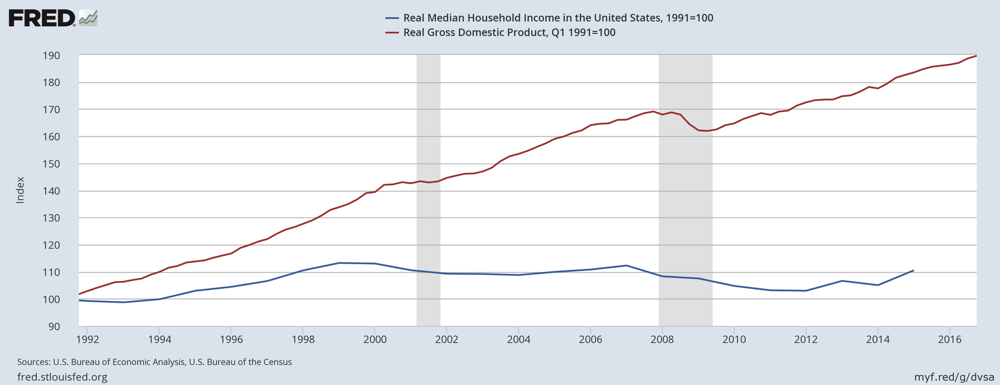 FRED®
Real Median Household Income in the United States, 1991=100
Real Gross Domestic Product, Q1 1991=100
190
180
170
160
150
140
130
120
110
100
90
Index
1992 1994 1996 1998 2000 2002 2004 2006 2008 2010 2012 2014 2016
Sources: U.S. Bureau of Economic Analysis, U.S. Bureau of the Census
fred.stlouisfed.org
myf.red/g/dvsa